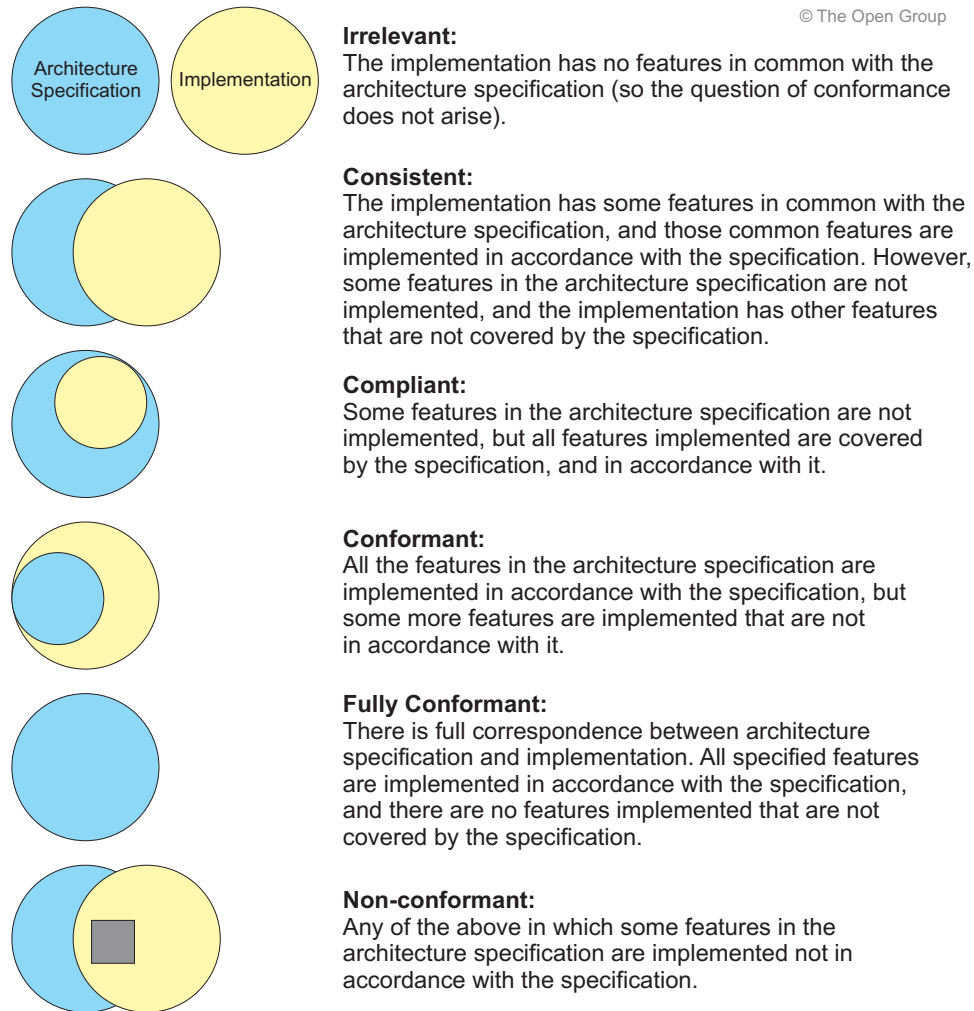 © The Open Group
Architecture
Specification
Implementation
Irrelevant:
The implementation has no features in common with the
architecture specification (so the question of conformance
does not arise).
Consistent:
The implementation has some features in common with the
architecture specification, and those common features are
implemented in accordance with the specification. However,
some features in the architecture specification are not
implemented, and the implementation has other features
that are not covered by the specification.
Compliant:
Some features in the architecture specification are not
implemented, but all features implemented are covered
by the specification, and in accordance with it.
Conformant:
All the features in the architecture specification are
implemented in accordance with the specification, but
some more features are implemented that are not
in accordance with it.
Fully Conformant:
There is full correspondence between architecture
specification and implementation. All specified features
are implemented in accordance with the specification,
and there are no features implemented that are not
covered by the specification.
Non-conformant:
Any of the above in which some features in the
architecture specification are implemented not in
accordance with the specification.